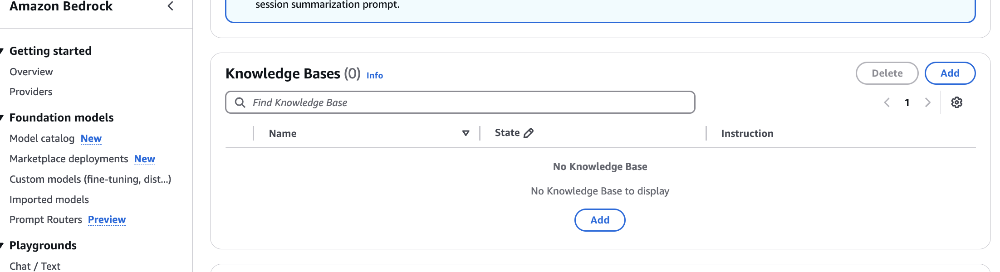 Amazon Bedrock
Getting started
Overview
Providers
Foundation models
Model catalog New
Marketplace deployments New
Custom models (fine-tuning, dist...)
Imported models
Prompt Routers Preview
Playgrounds
Chat / Text
session summarization prompt.
Knowledge Bases (0) Info
Delete Add
Find Knowledge Base
1
Name State Instruction
No Knowledge Base
No Knowledge Base to display
Add